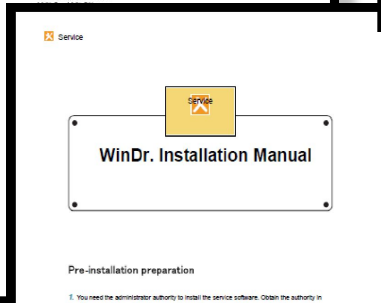 Service
Service
WinDr. Installation Manual
Pre-installation preparation
1. You need the administrator authority to install the service software. Obtain the authority in